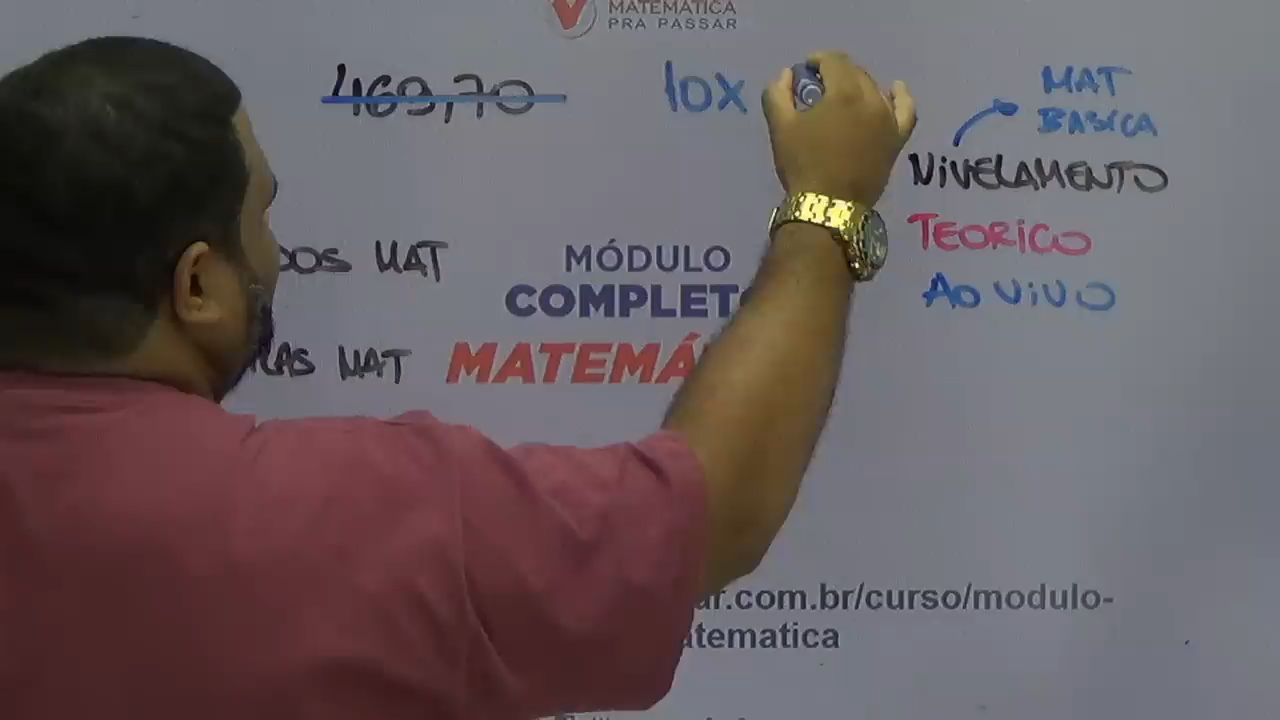 MATEMÁTICA
PRA PASSAR
469,70
10x
MAT
BASICA
NIVELAMENTO
TEORICO
AO VIVO
MAT
MAT
MÓDULO
COMPLETO
MATEMÁ
.com.br/curso/modulo-
atematica